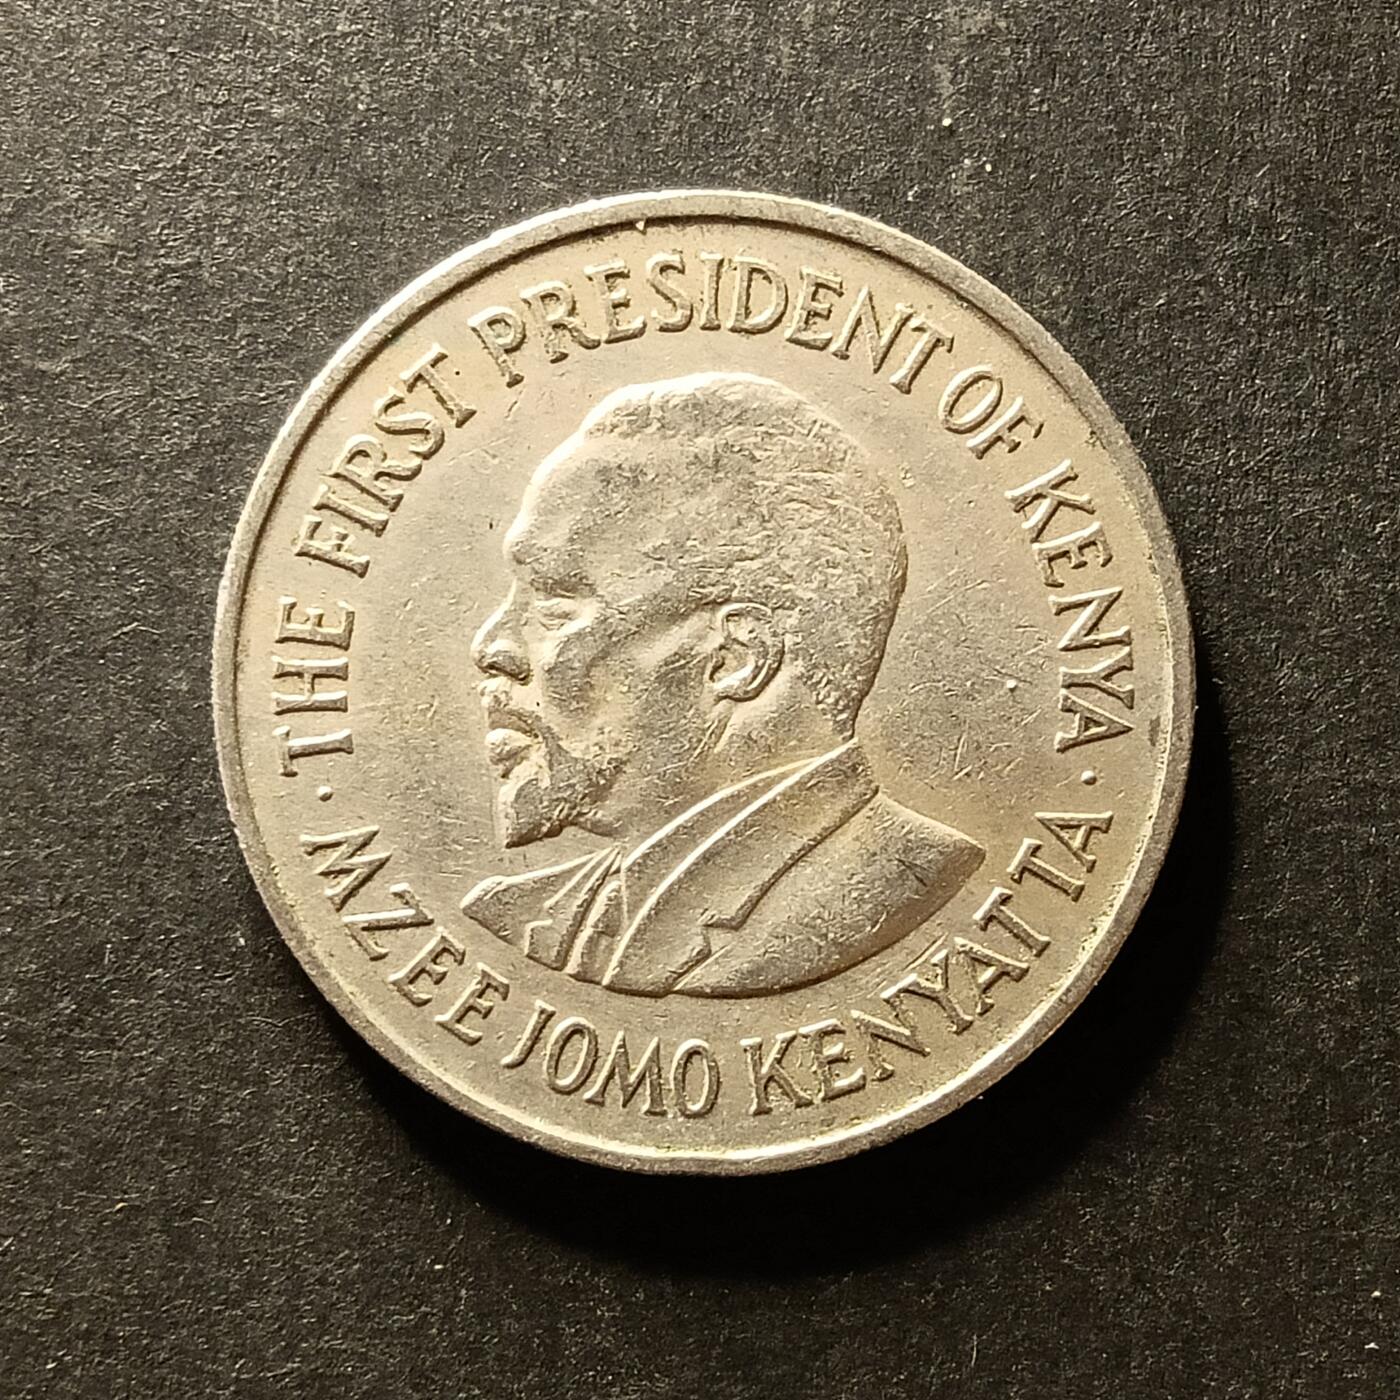 · THE FIRST PRESIDENT OF KENYA ·
MZEE JOMO KENYATTA